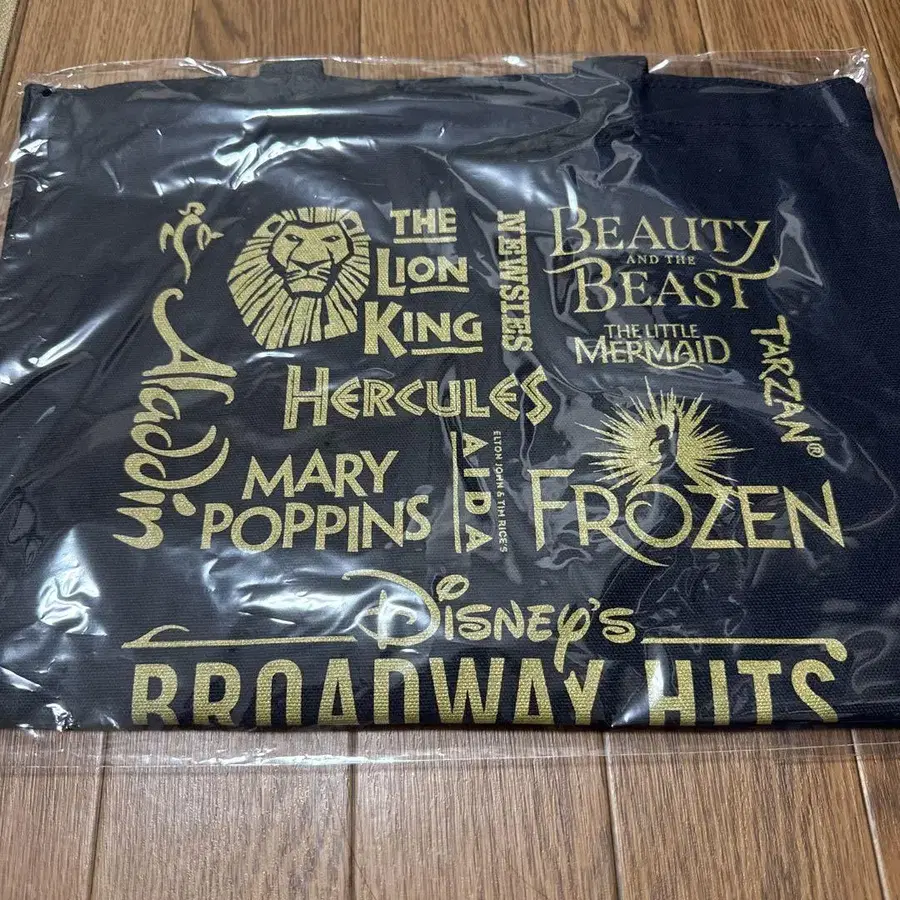 Aladdin
THE
LION
KING
NEWSIES
BEAUTY
AND THE
BEAST
THE LITTLE
MERMAID
TARZAN®
HERCULES
MARY
POPPINS
ELTON JOHN & TIM RICE'S
AIDA
FROZEN
DISNEY'S
BROADWAY HITS